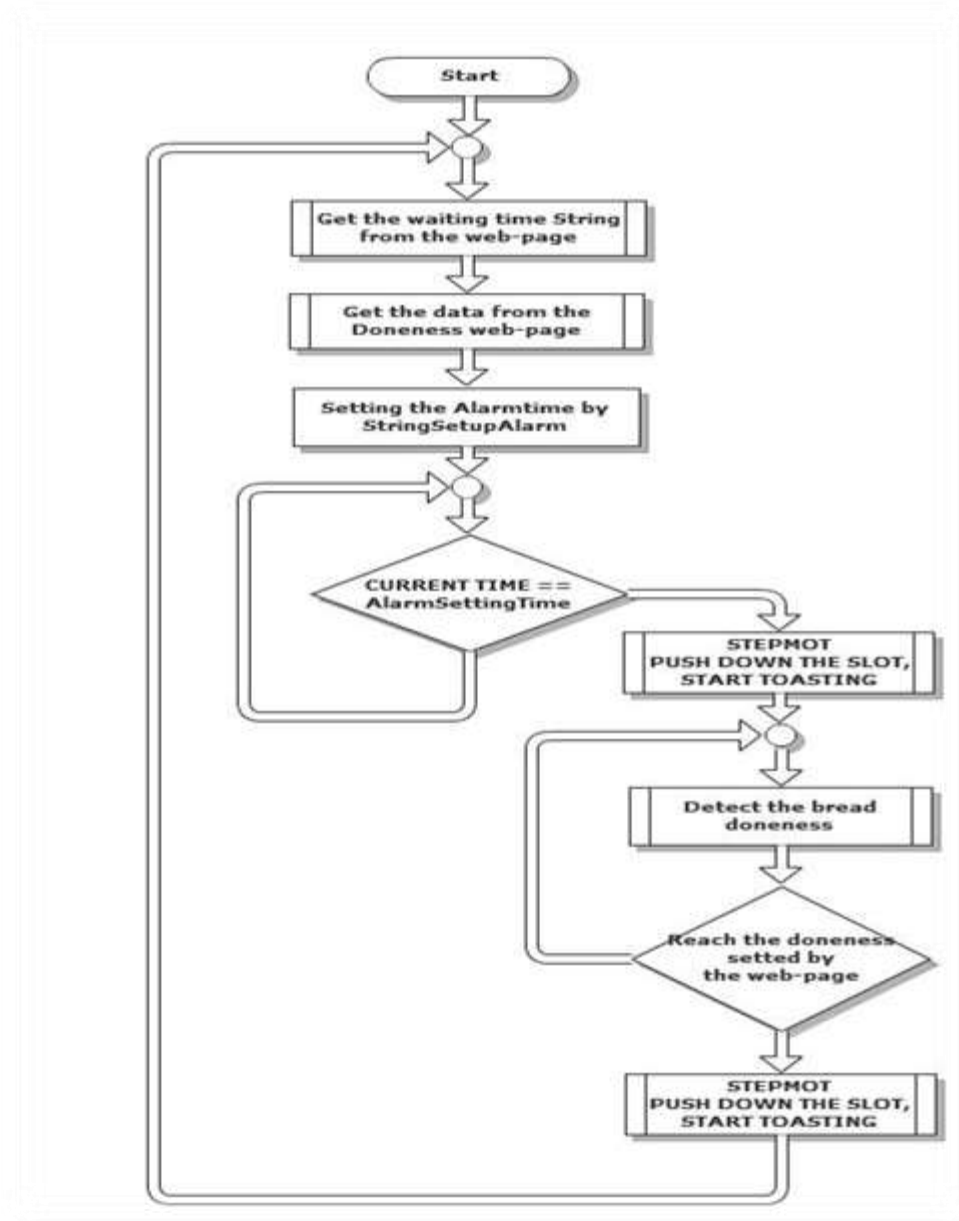 Start
Get the waiting time String
from the web-page
Get the data from the
Doneness web-page
Setting the Alarmtime by
StringSetupAlarm
CURRENT TIME ==
AlarmSettingTime
STEPMOT
PUSH DOWN THE SLOT,
START TOASTING
Detect the bread
doneness
Reach the doneness
setted by
the web-page
STEPMOT
PUSH DOWN THE SLOT,
START TOASTING